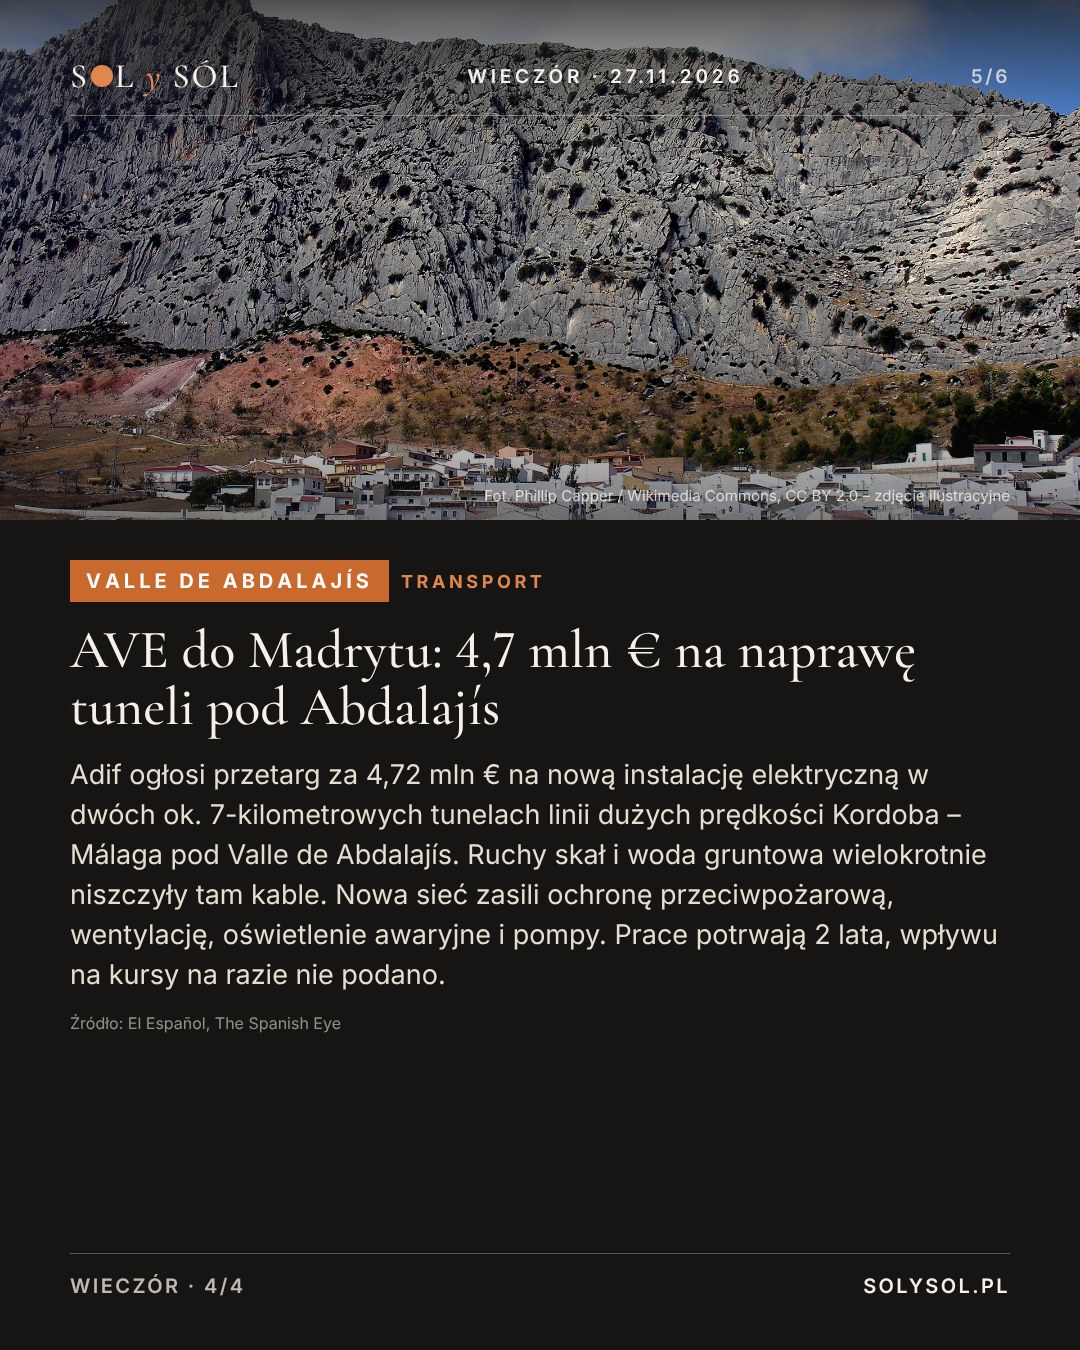 SOL y SÓL
WIECZÓR · 27.11.2026
5/6
Fot. Phillip Capper / Wikimedia Commons, CC BY 2.0 – zdjęcie ilustracyjne
VALLE DE ABDALAJÍS
TRANSPORT
AVE do Madrytu: 4,7 mln € na naprawę
tuneli pod Abdalajís
Adif ogłosi przetarg za 4,72 mln € na nową instalację elektryczną w
dwóch ok. 7-kilometrowych tunelach linii dużych prędkości Kordoba –
Málaga pod Valle de Abdalajís. Ruchy skał i woda gruntowa wielokrotnie
niszczyły tam kable. Nowa sieć zasili ochronę przeciwpożarową,
wentylację, oświetlenie awaryjne i pompy. Prace potrwają 2 lata, wpływu
na kursy na razie nie podano.
Źródło: El Español, The Spanish Eye
WIECZÓR · 4/4
SOLYSOL.PL